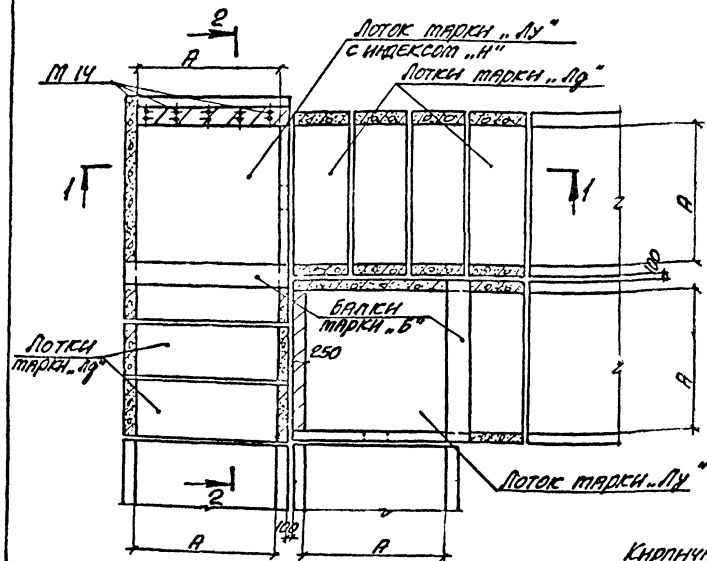 2
А
М 14
Лоток марки „Лу“
с индексом „Н“
Лотки марки „Лд“
1
1
А
100
Балки
марки „Б“
250
Лотки
марки „Лд“
А
Лоток марки „Лу“
2
100
А
А